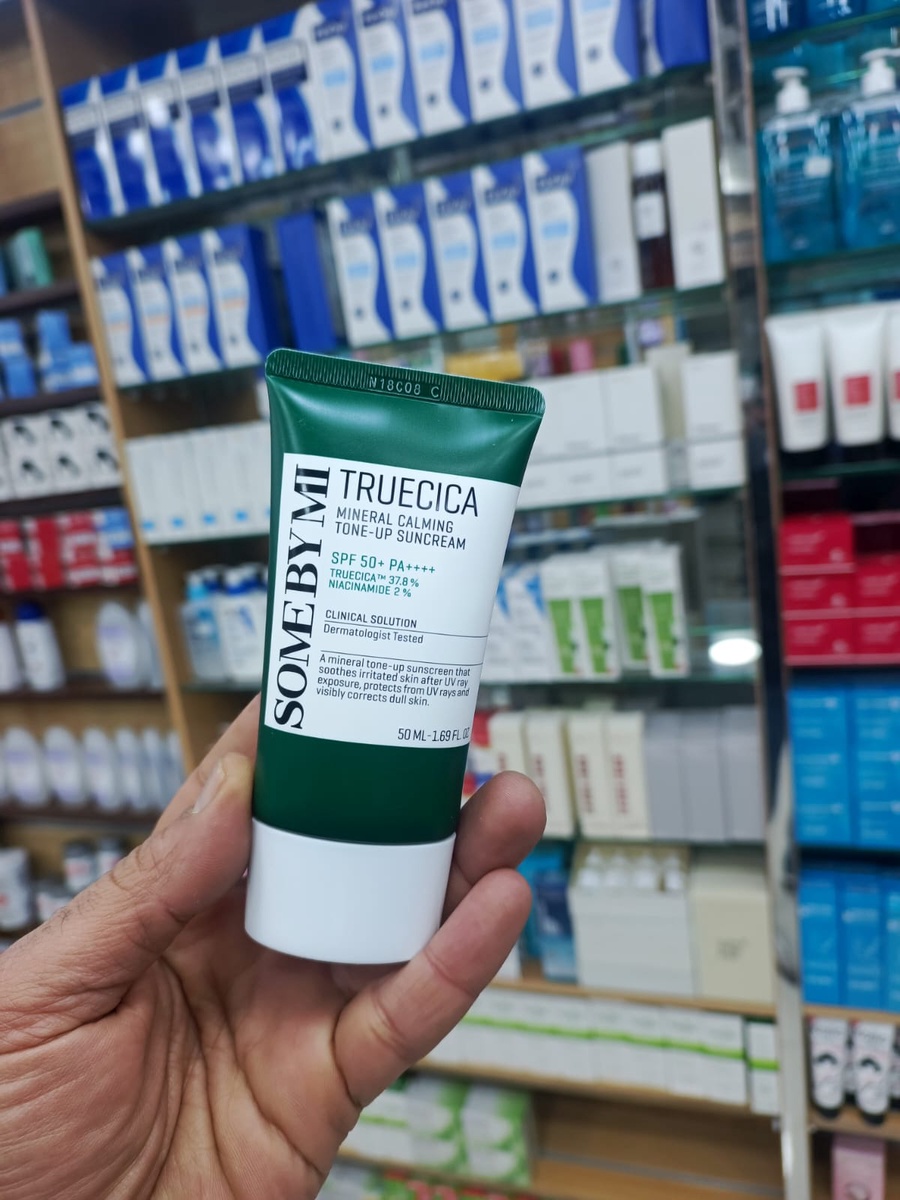 N18C08 C
SOMEBYMI
TRUECICA
MINERAL CALMING
TONE-UP SUNCREAM
SPF 50+ PA++++
TRUECICA™ 37.8%
NIACINAMIDE 2%
CLINICAL SOLUTION
Dermatologist Tested
A mineral tone-up sunscreen that
soothes irritated skin after UV ray
exposure, protects from UV rays and
visibly corrects dull skin.
50 ML-1.69 FL. OZ